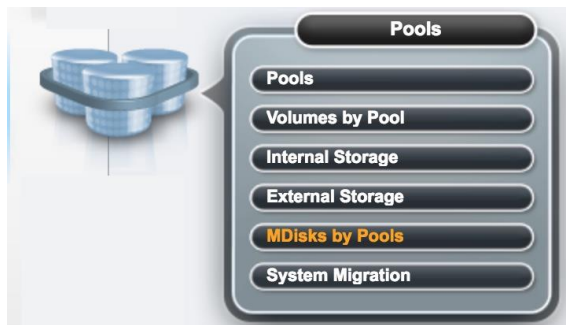 Pools
Pools
Volumes by Pool
Internal Storage
External Storage
MDisks by Pools
System Migration